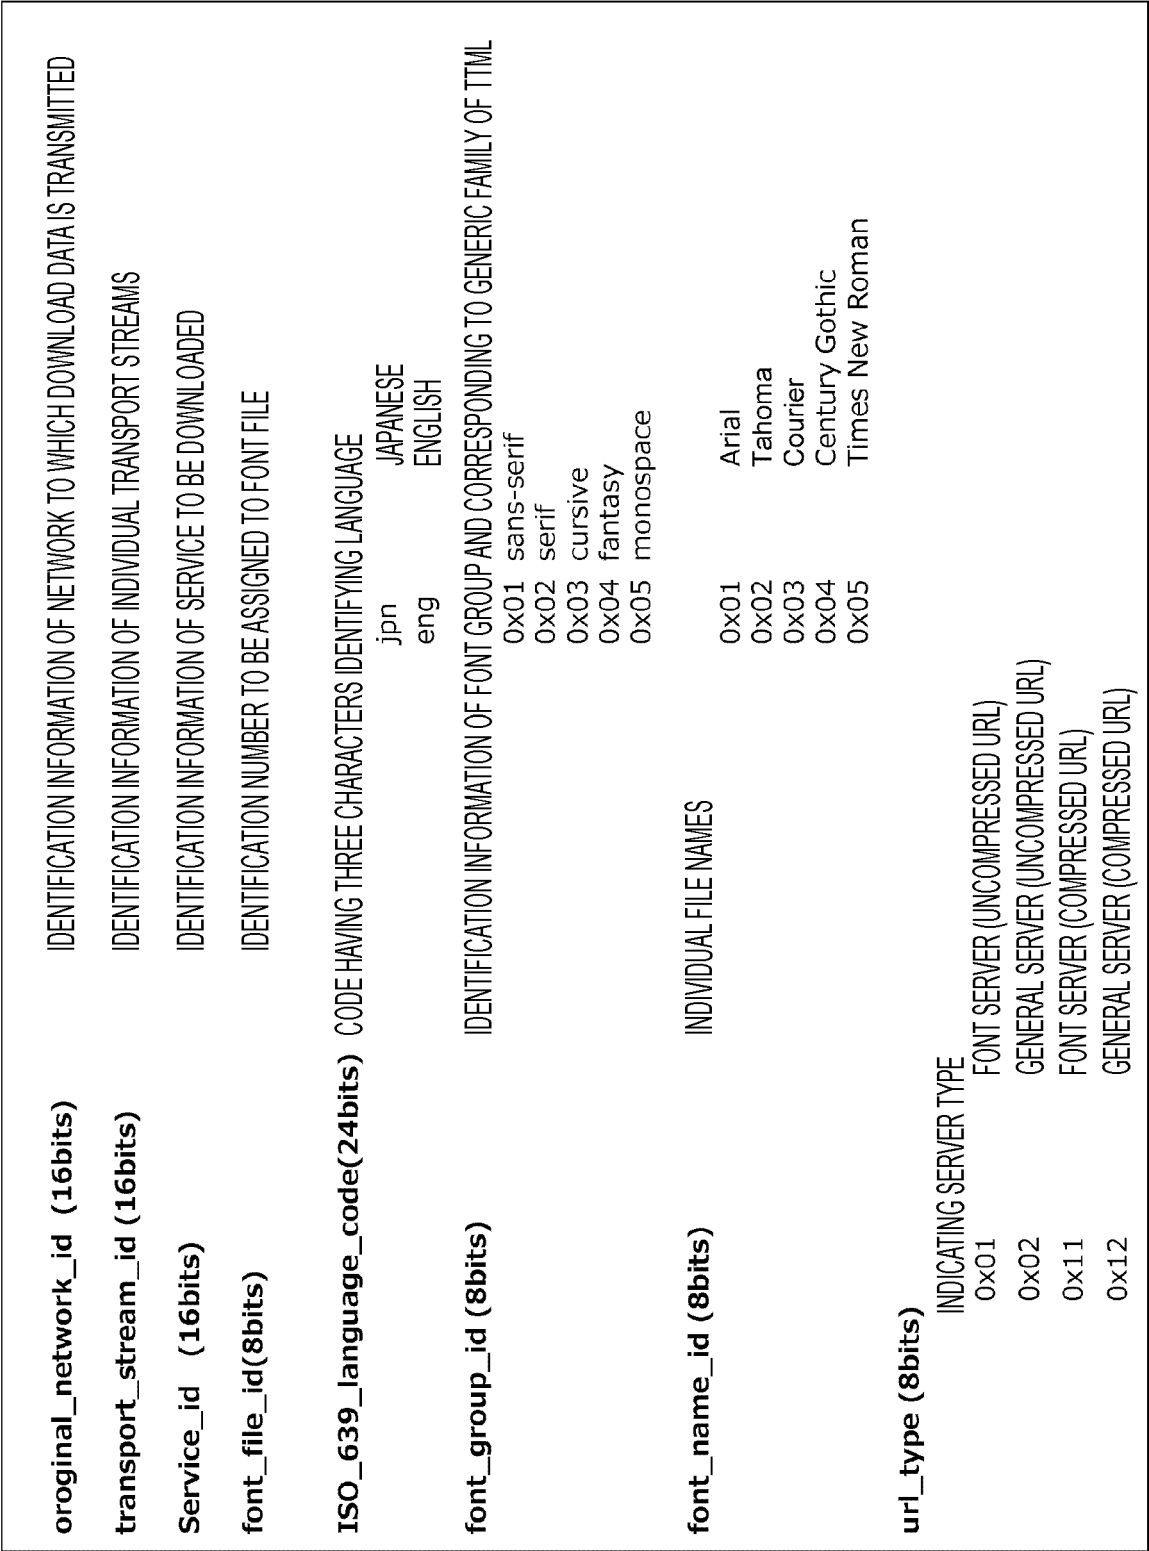 oroginal_network_id (16bits) IDENTIFICATION INFORMATION OF NETWORK TO WHICH DOWNLOAD DATA IS TRANSMITTED
transport_stream_id (16bits) IDENTIFICATION INFORMATION OF INDIVIDUAL TRANSPORT STREAMS
Service_id (16bits) IDENTIFICATION INFORMATION OF SERVICE TO BE DOWNLOADED
font_file_id(8bits) IDENTIFICATION NUMBER TO BE ASSIGNED TO FONT FILE
ISO_639_language_code(24bits) CODE HAVING THREE CHARACTERS IDENTIFYING LANGUAGE
jpn JAPANESE
eng ENGLISH
font_group_id (8bits) IDENTIFICATION INFORMATION OF FONT GROUP AND CORRESPONDING TO GENERIC FAMILY OF TTML
0x01 sans-serif
0x02 serif
0x03 cursive
0x04 fantasy
0x05 monospace
font_name_id (8bits) INDIVIDUAL FILE NAMES
0x01 Arial
0x02 Tahoma
0x03 Courier
0x04 Century Gothic
0x05 Times New Roman
url_type (8bits)
INDICATING SERVER TYPE
0x01 FONT SERVER (UNCOMPRESSED URL)
0x02 GENERAL SERVER (UNCOMPRESSED URL)
0x11 FONT SERVER (COMPRESSED URL)
0x12 GENERAL SERVER (COMPRESSED URL)